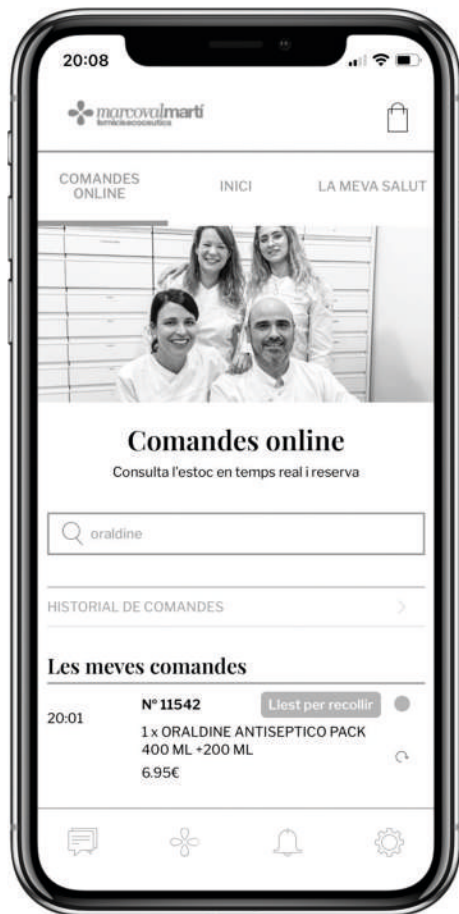 20:08
marcovalmartí
farmàciaecoceutics
COMANDES
ONLINE
INICI
LA MEVA SALUT
Comandes online
Consulta l'estoc en temps real i reserva
oraldine
HISTORIAL DE COMANDES
Les meves comandes
20:01
Nº 11542
Llest per recollir
1 x ORALDINE ANTISEPTICO PACK
400 ML +200 ML
6.95€